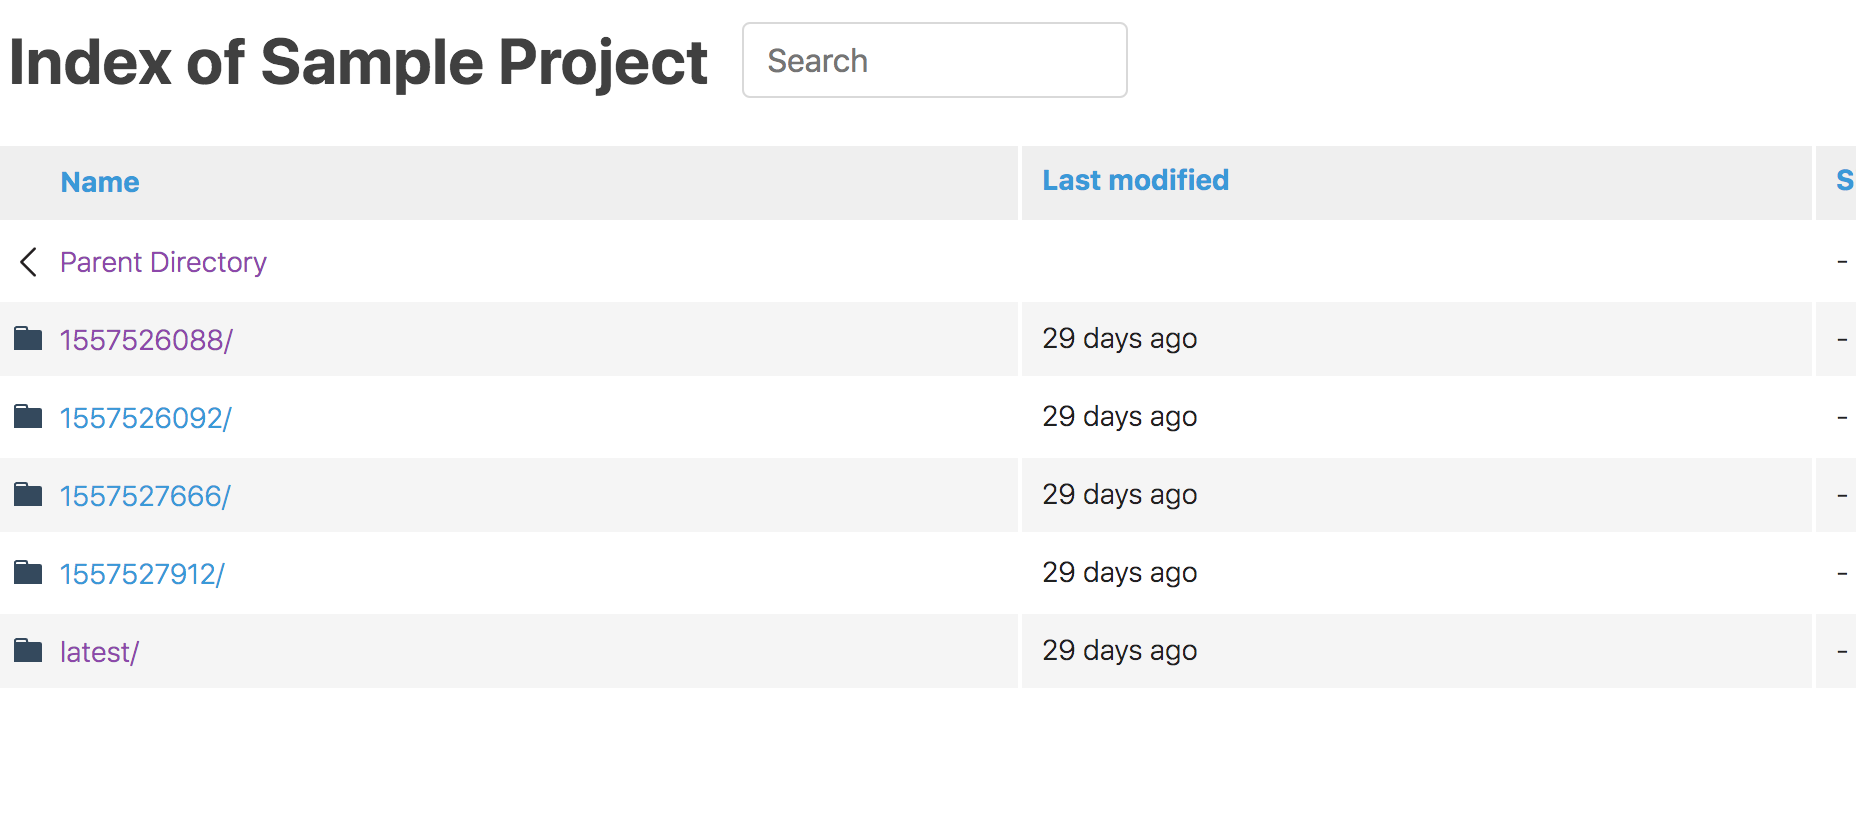 Index of Sample Project Search
Name Last modified S
Parent Directory -
1557526088/ 29 days ago -
1557526092/ 29 days ago -
1557527666/ 29 days ago -
1557527912/ 29 days ago -
latest/ 29 days ago -